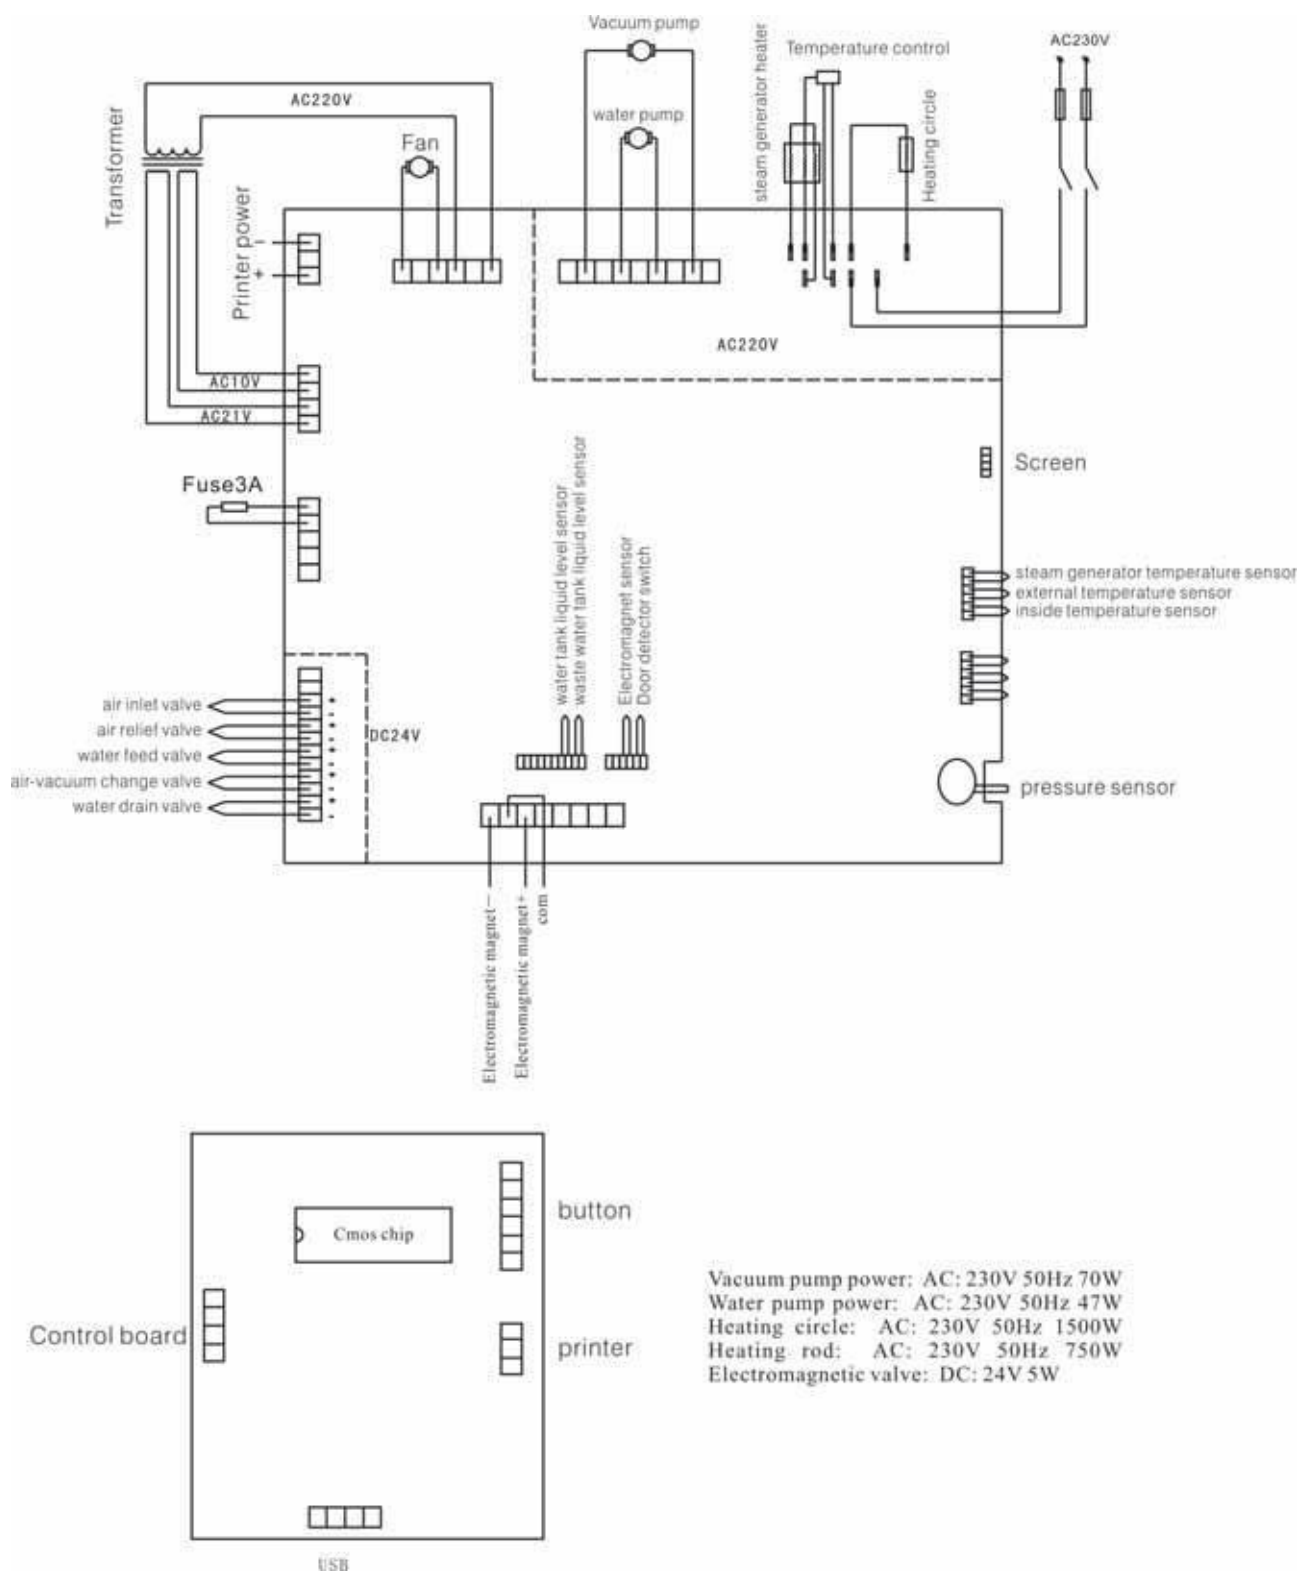 Vacuum pump
steam generator heater
Temperature control
AC230V
Transformer
AC220V
Fan
water pump
Heating circle
Printer power
−
+
AC220V
AC10V
AC21V
Fuse3A
Screen
water tank liquid level sensor
waste water tank liquid level sensor
Electromagnet sensor
Door detector switch
steam generator temperature sensor
external temperature sensor
inside temperature sensor
air inlet valve
air relief valve
water feed valve
air-vacuum change valve
water drain valve
DC24V
pressure sensor
Electromagnetic magnet−
Electromagnetic magnet+
com
Cmos chip
button
Control board
printer
USB
Vacuum pump power: AC: 230V 50Hz 70W
Water pump power: AC: 230V 50Hz 47W
Heating circle: AC: 230V 50Hz 1500W
Heating rod: AC: 230V 50Hz 750W
Electromagnetic valve: DC: 24V 5W